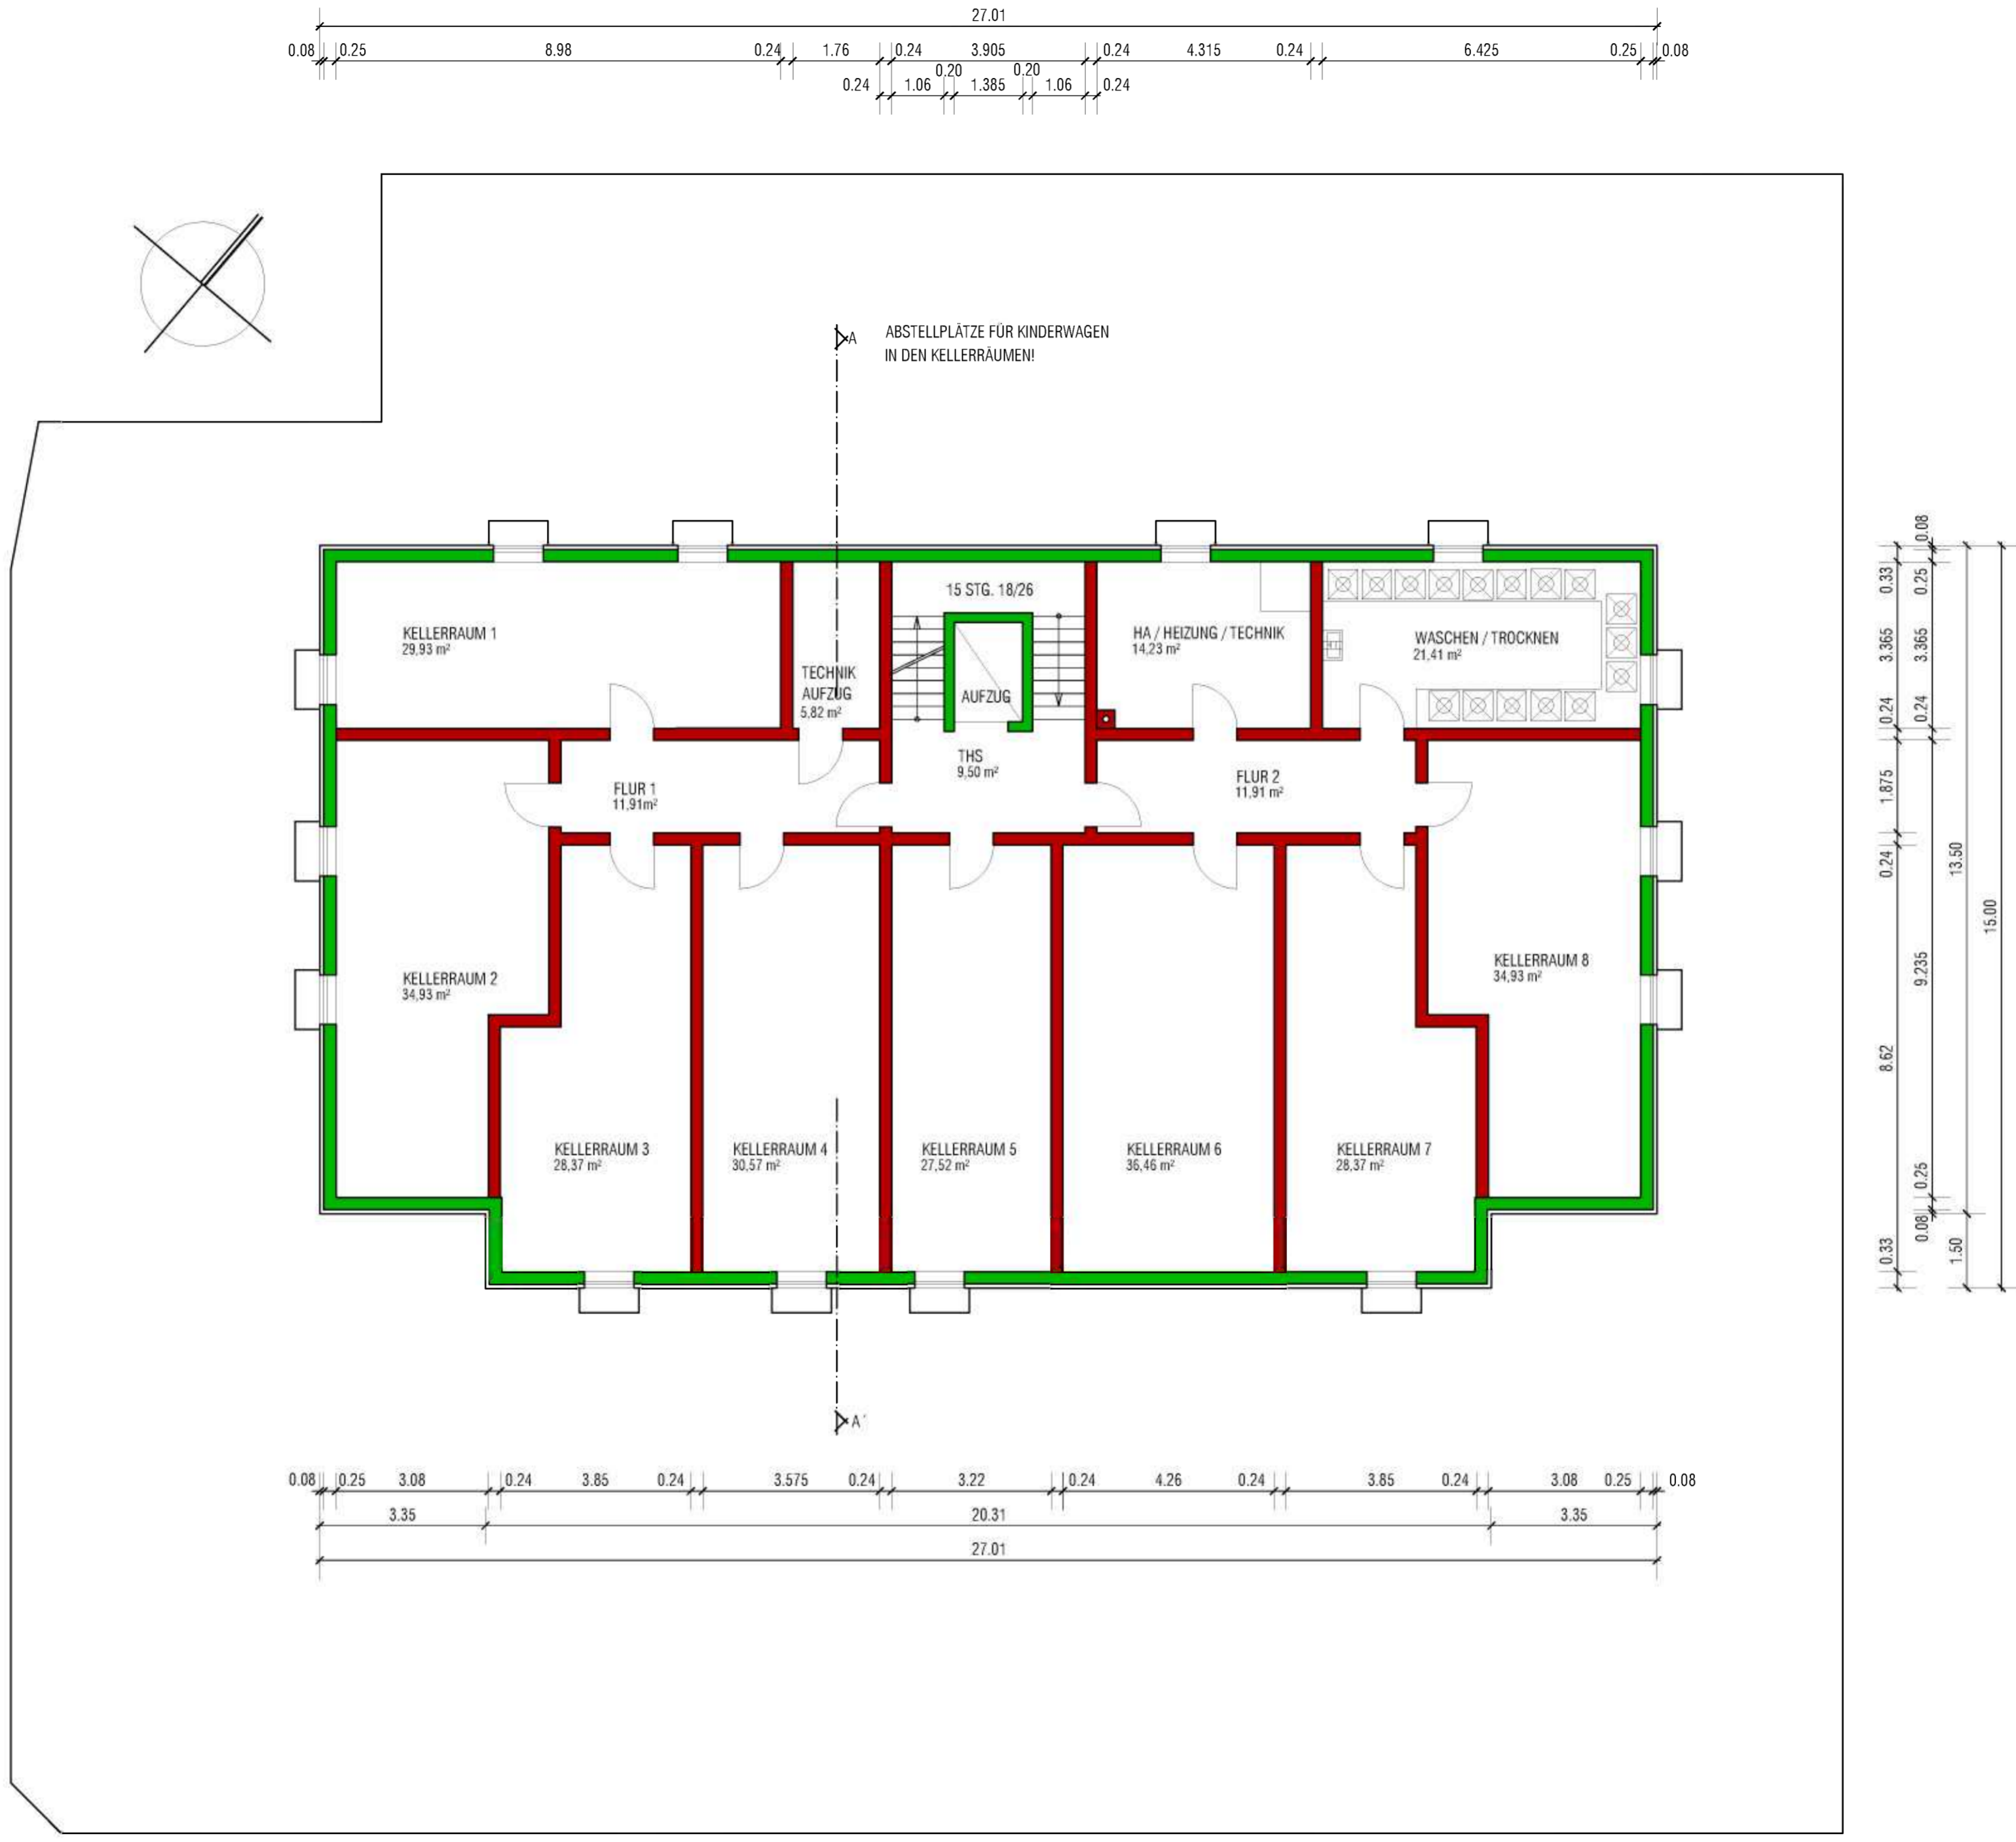 27.01
0.08 0.25 8.98 0.24 1.76 0.24 3.905 0.24 4.315 0.24 6.425 0.25 0.08
0.20 0.20
0.24 1.06 1.385 1.06 0.24
A
ABSTELLPLÄTZE FÜR KINDERWAGEN
IN DEN KELLERRÄUMEN!
15 STG. 18/26
KELLERRAUM 1
29,93 m²
TECHNIK
AUFZUG
5,82 m²
AUFZUG
HA / HEIZUNG / TECHNIK
14,23 m²
WASCHEN / TROCKNEN
21,41 m²
FLUR 1
11,91m²
THS
9,50 m²
FLUR 2
11,91 m²
KELLERRAUM 2
34,93 m²
KELLERRAUM 8
34,93 m²
KELLERRAUM 3
28,37 m²
KELLERRAUM 4
30,57 m²
KELLERRAUM 5
27,52 m²
KELLERRAUM 6
36,46 m²
KELLERRAUM 7
28,37 m²
A´
0.33 3.365 0.24 1.875 0.24 8.62 0.33
0.08 0.25 3.365 0.24 9.235 0.25 0.08
13.50 1.50
15.00
0.08 0.25 3.08 0.24 3.85 0.24 3.575 0.24 3.22 0.24 4.26 0.24 3.85 0.24 3.08 0.25 0.08
3.35 20.31 3.35
27.01